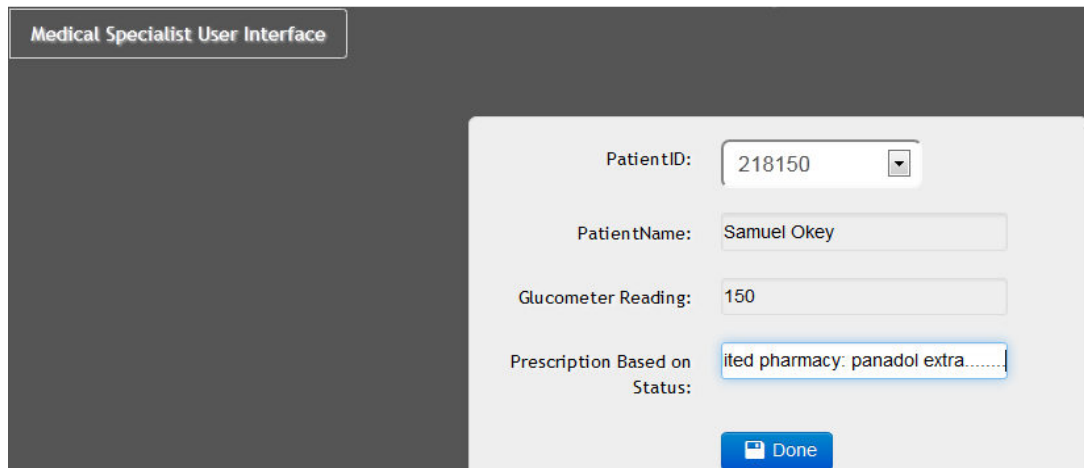 Medical Specialist User Interface
PatientID:
218150
PatientName:
Samuel Okey
Glucometer Reading:
150
Prescription Based on
Status:
ited pharmacy: panadol extra........
Done